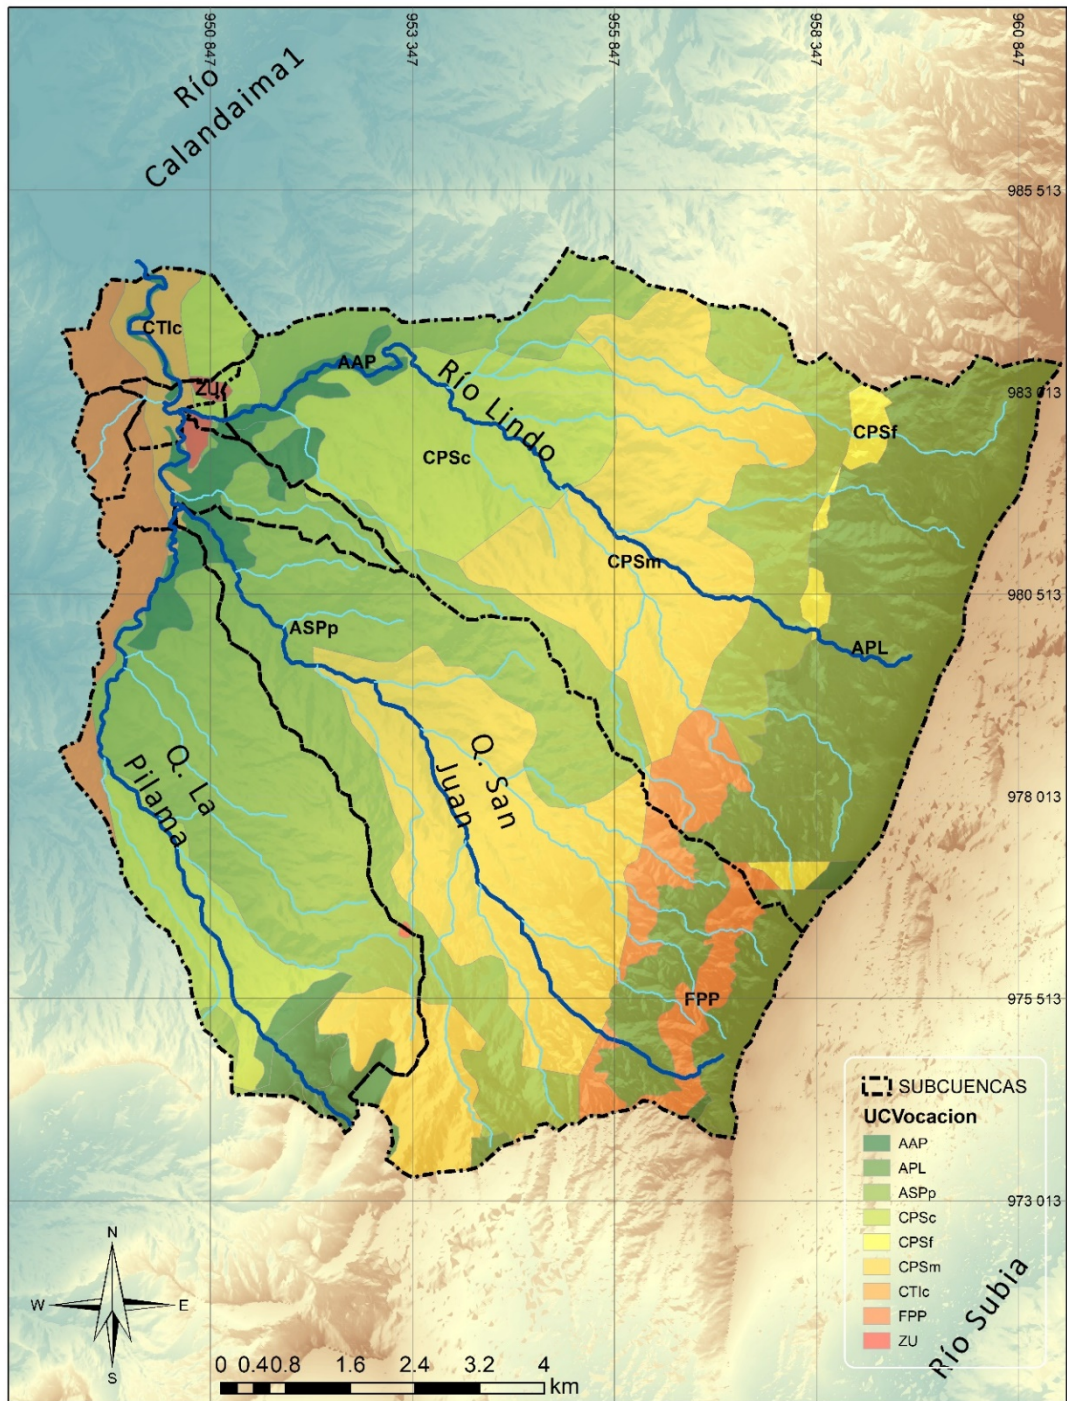 950 847
953 347
955 847
958 347
960 847
Río
Calandaima1
985 513
CTIc
AAP
ZU
Río Lindo
983 013
CPSf
CPSc
CPSm
980 513
ASPp
APL
Q. La
Pilama
Q. San
Juan
978 013
FPP
975 513
SUBCUENCAS
UCVocacion
AAP
APL
ASPp
CPSc
CPSf
CPSm
CTIc
FPP
ZU
973 013
Río Subia
N
W
E
S
0 0.40.8 1.6 2.4 3.2 4
km